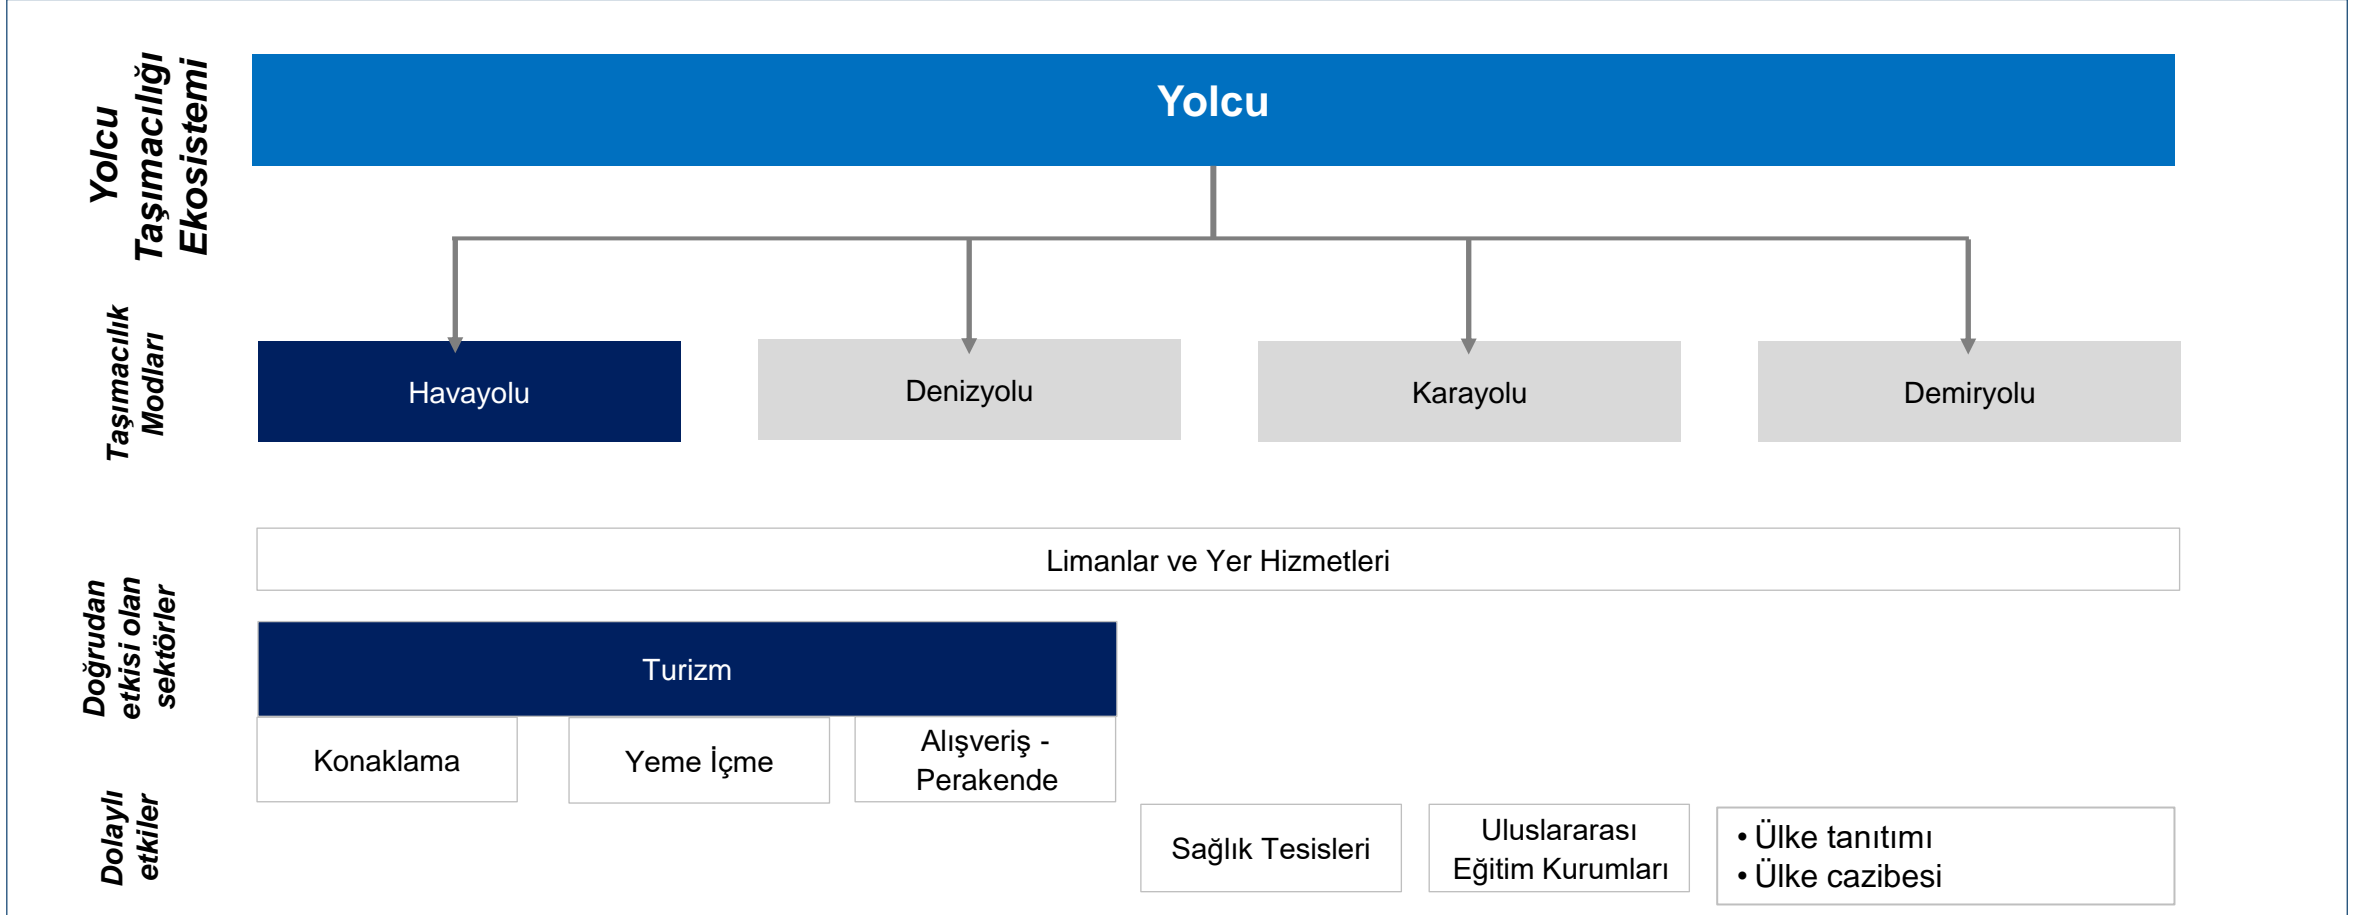 Yolcu
Taşımacılığı
Ekosistemi
Yolcu
Taşımacılık
Modları
Havayolu
Denizyolu
Karayolu
Demiryolu
Doğrudan
etkisi olan
sektörler
Limanlar ve Yer Hizmetleri
Turizm
Konaklama
Yeme İçme
Alışveriş -
Perakende
Dolaylı
etkiler
Sağlık Tesisleri
Uluslararası
Eğitim Kurumları
• Ülke tanıtımı
• Ülke cazibesi